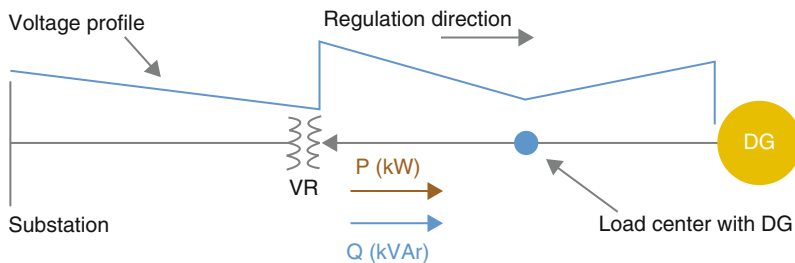 Voltage profile
Regulation direction
DG
P (kW)
VR
Substation
Load center with DG
Q (kVAr)